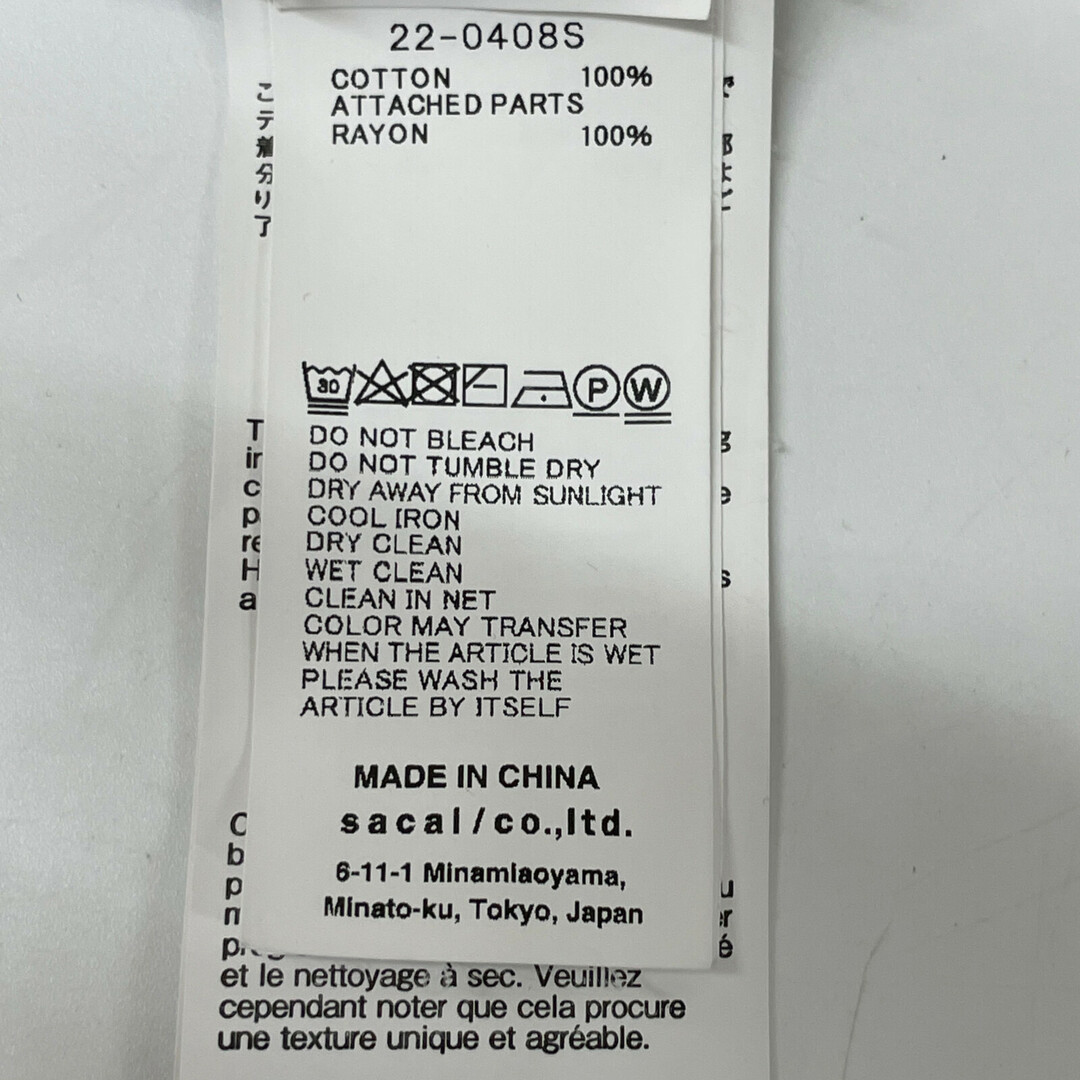 22-0408S
COTTON 100%
ATTACHED PARTS
RAYON 100%
30
P W
DO NOT BLEACH
DO NOT TUMBLE DRY
DRY AWAY FROM SUNLIGHT
COOL IRON
DRY CLEAN
WET CLEAN
CLEAN IN NET
COLOR MAY TRANSFER
WHEN THE ARTICLE IS WET
PLEASE WASH THE
ARTICLE BY ITSELF
MADE IN CHINA
sacai/co.,ltd.
6-11-1 Minamiaoyama,
Minato-ku, Tokyo, Japan
et le nettoyage à sec. Veuillez
cependant noter que cela procure
une texture unique et agréable.